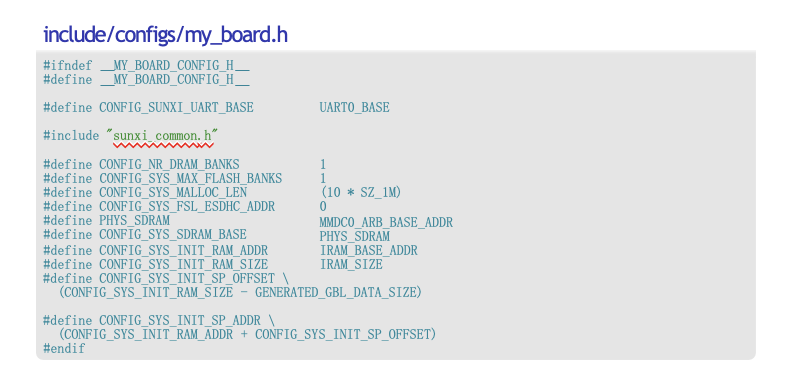 include/configs/my_board.h
#ifndef __MY_BOARD_CONFIG_H__
#define __MY_BOARD_CONFIG_H__
#define CONFIG_SUNXI_UART_BASE UART0_BASE
#include "sunxi_common.h"
#define CONFIG_NR_DRAM_BANKS 1
#define CONFIG_SYS_MAX_FLASH_BANKS 1
#define CONFIG_SYS_MALLOC_LEN (10 * SZ_1M)
#define CONFIG_SYS_FSL_ESDHC_ADDR 0
#define PHYS_SDRAM MMDC0_ARB_BASE_ADDR
#define CONFIG_SYS_SDRAM_BASE PHYS_SDRAM
#define CONFIG_SYS_INIT_RAM_ADDR IRAM_BASE_ADDR
#define CONFIG_SYS_INIT_RAM_SIZE IRAM_SIZE
#define CONFIG_SYS_INIT_SP_OFFSET \
(CONFIG_SYS_INIT_RAM_SIZE - GENERATED_GBL_DATA_SIZE)
#define CONFIG_SYS_INIT_SP_ADDR \
(CONFIG_SYS_INIT_RAM_ADDR + CONFIG_SYS_INIT_SP_OFFSET)
#endif